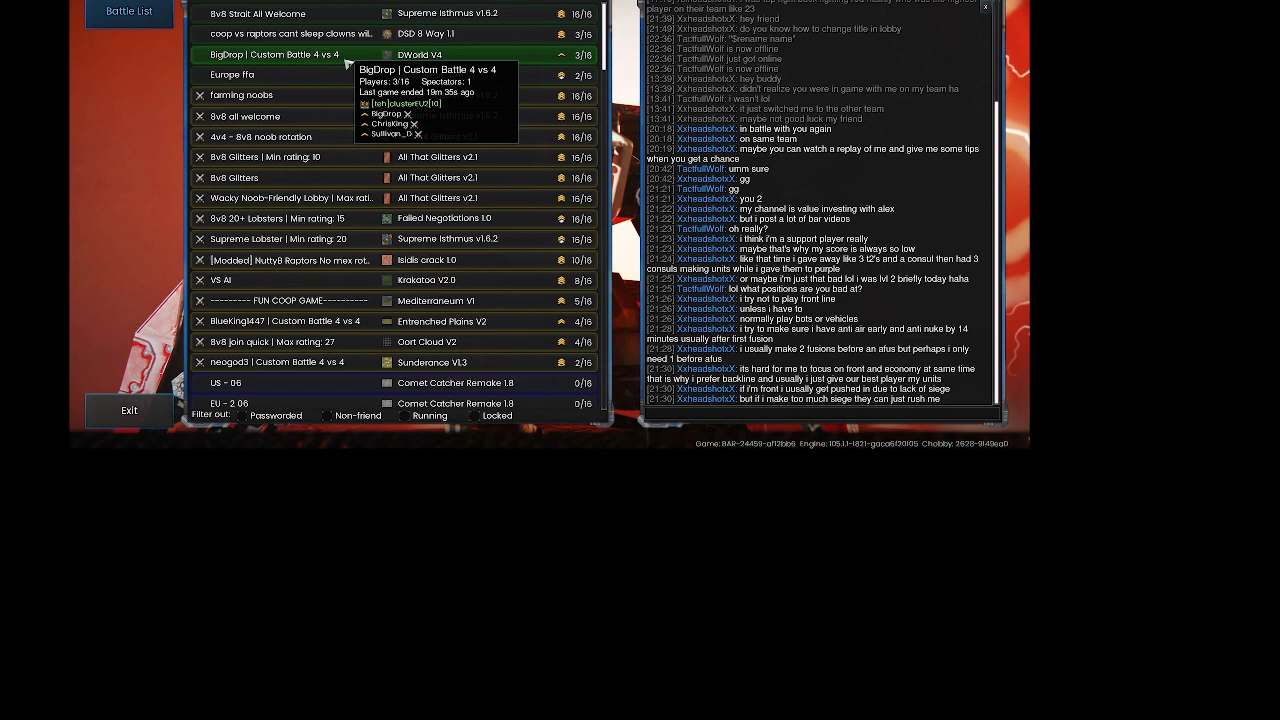 Battle List
8v8 Strait All Welcome Supreme Isthmus v1.6.2 16/16
coop vs raptors cant sleep clowns wil.. DSD 8 Way 1.1 3/16
BigDrop | Custom Battle 4 vs 4 DWorld V4 3/16
Europe ffa 2/16
farming noobs 16/16
8v8 all welcome 16/16
4v4 - 8v8 noob rotation 16/16
8v8 Glitters | Min rating: 10 All That Glitters v2.1 16/16
8v8 Glitters All That Glitters v2.1 16/16
Wacky Noob-Friendly Lobby | Max rati.. All That Glitters v2.1 16/16
8v8 20+ Lobsters | Min rating: 15 Failed Negotiations 1.0 16/16
Supreme Lobster | Min rating: 20 Supreme Isthmus v1.6.2 16/16
[Modded] NuttyB Raptors No mex rot.. Isidis crack 1.0 10/16
VS AI Krakatoa V2.0 8/16
---------- FUN COOP GAME---------- Mediterraneum V1 5/16
BlueKing1447 | Custom Battle 4 vs 4 Entrenched Plains V2 4/16
8v8 join quick | Max rating: 27 Oort Cloud V2 4/16
neogod3 | Custom Battle 4 vs 4 Sunderance V1.3 2/16
US - 06 Comet Catcher Remake 1.8 0/16
EU - 2 06 Comet Catcher Remake 1.8 0/16
BigDrop | Custom Battle 4 vs 4
Players: 3/16 Spectators: 1
Last game ended 19m 35s ago
[teh]clusterEU2[10]
BigDrop
ChrisKing
Sullivan_D
Exit
Filter out: Passworded Non-friend Running Locked
player on their team like 23
[21:39] XxheadshotxX: hey friend
[21:49] XxheadshotxX: do you know how to change title in lobby
[22:36] TactfullWolf: "$rename name"
[22:36] TactfullWolf is now offline
[22:36] TactfullWolf just got online
[22:36] TactfullWolf is now offline
[13:39] XxheadshotxX: hey buddy
[13:39] XxheadshotxX: didn't realize you were in game with me on my team ha
[13:41] TactfullWolf: i wasn't lol
[13:41] XxheadshotxX: it just switched me to the other team
[13:41] XxheadshotxX: maybe not good luck my friend
[20:18] XxheadshotxX: in battle with you again
[20:18] XxheadshotxX: on same team
[20:19] XxheadshotxX: maybe you can watch a replay of me and give me some tips
when you get a chance
[20:42] TactfullWolf: umm sure
[20:42] XxheadshotxX: gg
[21:21] TactfullWolf: gg
[21:21] XxheadshotxX: you 2
[21:22] XxheadshotxX: my channel is value investing with alex
[21:22] XxheadshotxX: but i post a lot of bar videos
[21:23] TactfullWolf: oh really?
[21:23] XxheadshotxX: i think i'm a support player really
[21:23] XxheadshotxX: maybe that's why my score is always so low
[21:24] XxheadshotxX: like that time i gave away like 3 t2's and a consul then had 3
consuls making units while i gave them to purple
[21:25] XxheadshotxX: or maybe i'm just that bad lol i was lvl 2 briefly today haha
[21:25] TactfullWolf: lol what positions are you bad at?
[21:26] XxheadshotxX: i try not to play front line
[21:26] XxheadshotxX: unless i have to
[21:26] XxheadshotxX: normally play bots or vehicles
[21:28] XxheadshotxX: i try to make sure i have anti air early and anti nuke by 14
minutes usually after first fusion
[21:28] XxheadshotxX: i usually make 2 fusions before an afus but perhaps i only
need 1 before afus
[21:30] XxheadshotxX: its hard for me to focus on front and economy at same time
that is why i prefer backline and usually i just give our best player my units
[21:30] XxheadshotxX: if i'm front i uusally get pushed in due to lack of siege
[21:30] XxheadshotxX: but if i make too much siege they can just rush me
Game: BAR-24459-af12bb6 Engine: 105.1.1-1821-gaca6f20105 Chobby: 2628-9149ea0